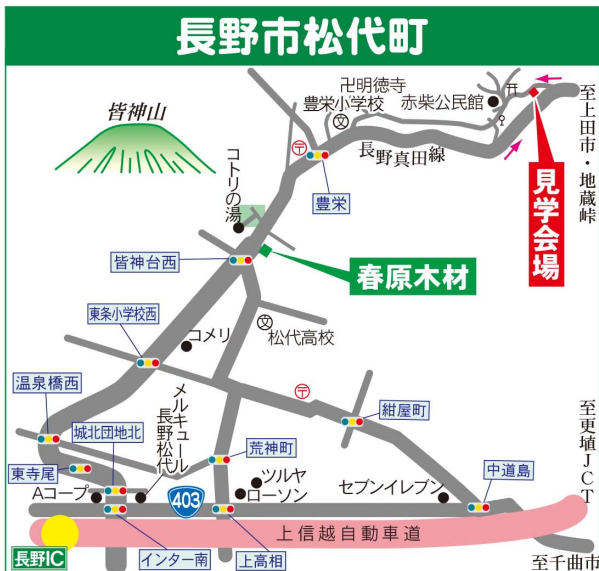 長野市松代町
皆神山
卍明徳寺
豊栄小学校
赤柴公民館
文
〒
至上田市・地蔵峠
長野真田線
豊栄
見学会場
コトリの湯
皆神台西
春原木材
東条小学校西
コメリ
文
松代高校
温泉橋西
〒
紺屋町
メルキュール
長野松代
城北団地北
荒神町
東寺尾
Aコープ
ツルヤ
ローソン
セブンイレブン
中道島
至更埴JCT
403
上信越自動車道
長野IC
インター南
上高相
至千曲市